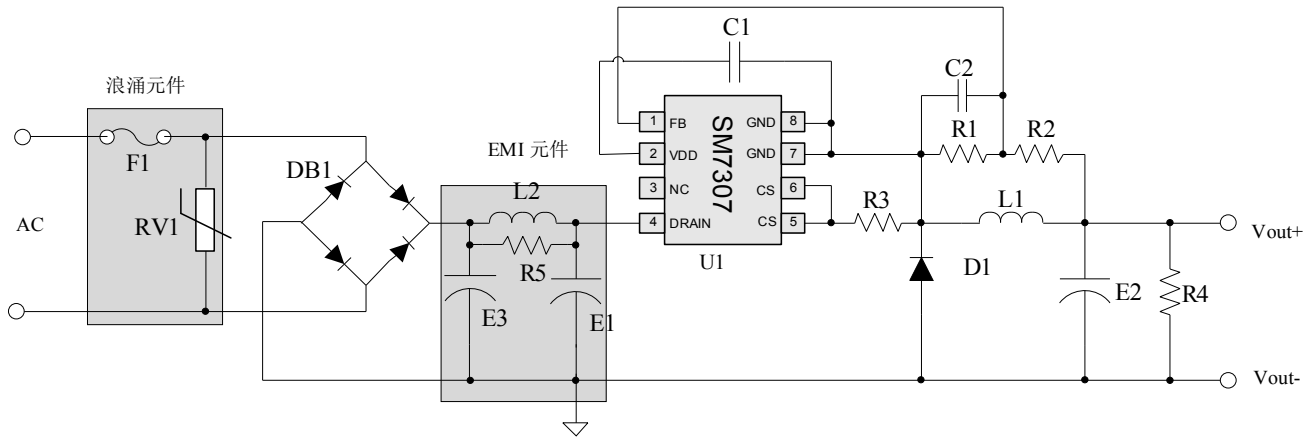 C1
C2
浪涌元件
F1
AC
RV1
DB1
EMI 元件
L2
R5
E3
E1
1 FB
2 VDD
3 NC
4 DRAIN
SM7307
GND 8
GND 7
CS 6
CS 5
U1
R1
R2
R3
L1
D1
E2
R4
Vout+
Vout-